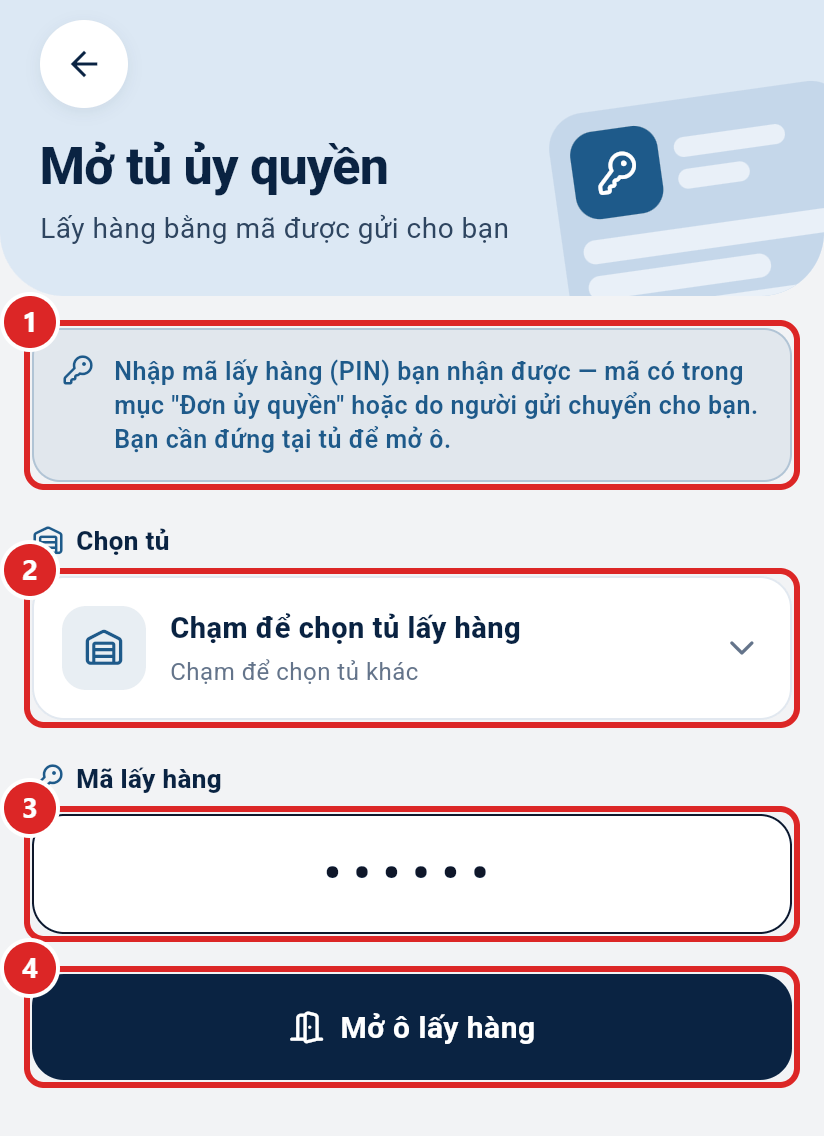 Mở tủ ủy quyền
Lấy hàng bằng mã được gửi cho bạn
1
Nhập mã lấy hàng (PIN) bạn nhận được — mã có trong
mục "Đơn ủy quyền" hoặc do người gửi chuyển cho bạn.
Bạn cần đứng tại tủ để mở ô.
Chọn tủ
2
Chạm để chọn tủ lấy hàng
Chạm để chọn tủ khác
Mã lấy hàng
3
••••••
4
Mở ô lấy hàng